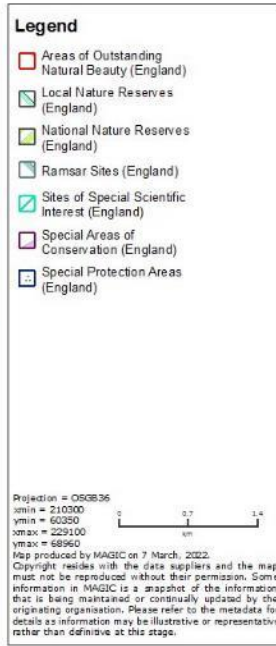 Legend
Areas of Outstanding
Natural Beauty (England)
Local Nature Reserves
(England)
National Nature Reserves
(England)
Ramsar Sites (England)
Sites of Special Scientific
Interest (England)
Special Areas of
Conservation (England)
Special Protection Areas
(England)
Projection = OSGB36
xmin = 210300
ymin = 60350
xmax = 229100
ymax = 68960
0 0.7 1.4
km
Map produced by MAGIC on 7 March, 2022.
Copyright resides with the data suppliers and the map
must not be reproduced without their permission. Some
information in MAGIC is a snapshot of the information
that is being maintained or continually updated by the
originating organisation. Please refer to the metadata for
details as information may be illustrative or representative
rather than definitive at this stage.